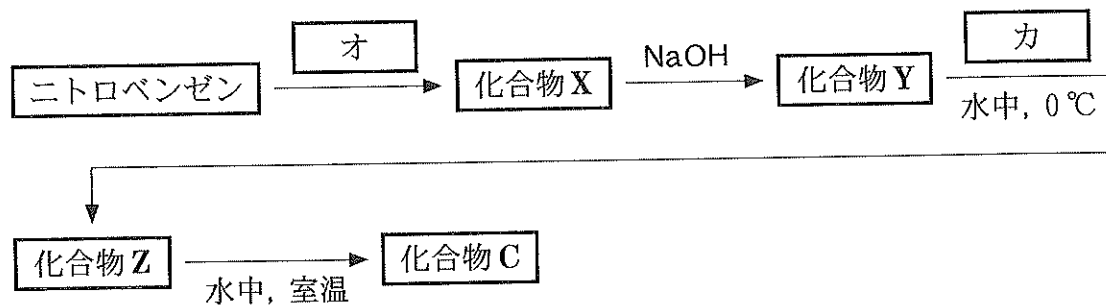 オ
ニトロベンゼン
化合物X
NaOH
化合物Y
カ
水中, 0℃
化合物Z
水中, 室温
化合物C